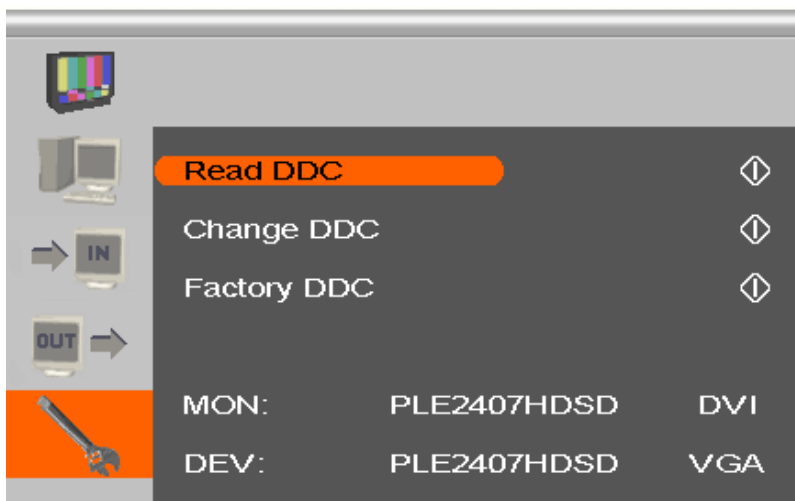 Read DDC
Change DDC
IN
Factory DDC
OUT
MON: PLE2407HDSD DVI
DEV: PLE2407HDSD VGA